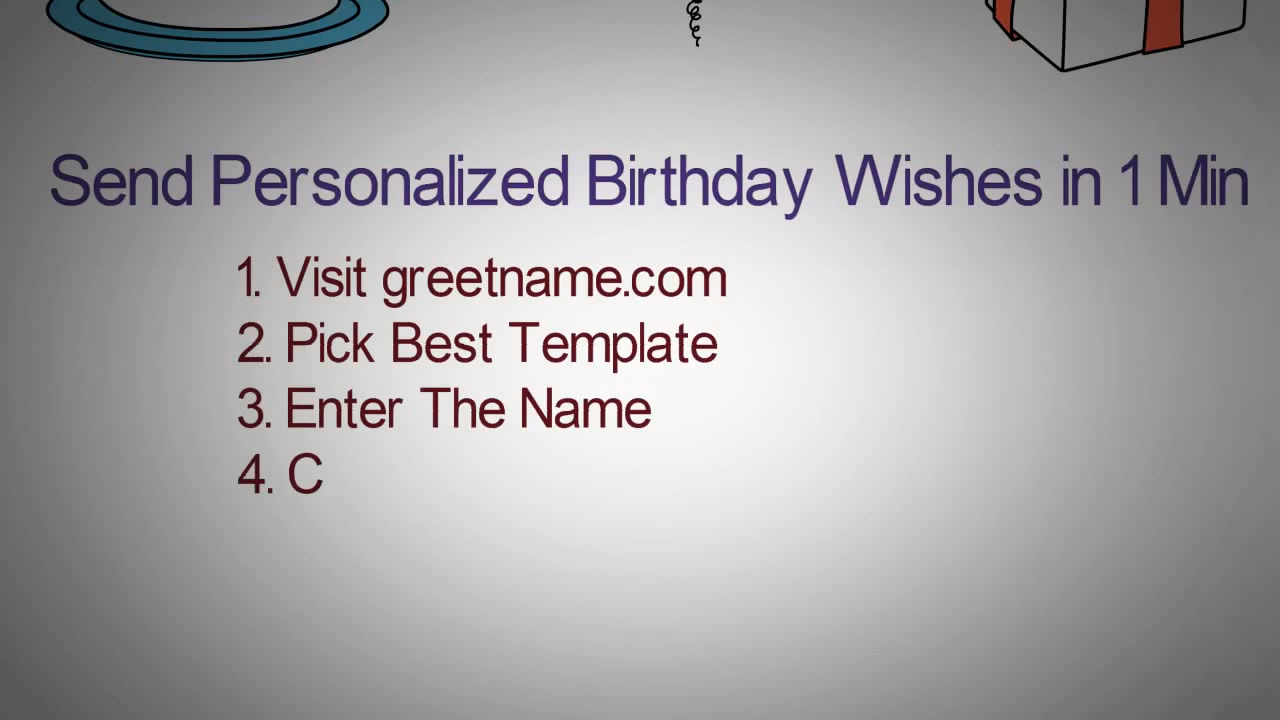 Send Personalized Birthday Wishes in 1 Min
1. Visit greetname.com
2. Pick Best Template
3. Enter The Name
4. C